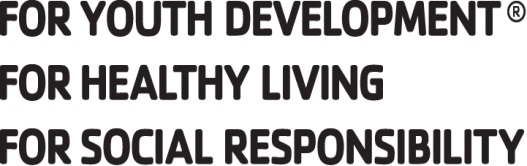 FOR YOUTH DEVELOPMENT®
FOR HEALTHY LIVING
FOR SOCIAL RESPONSIBILITY